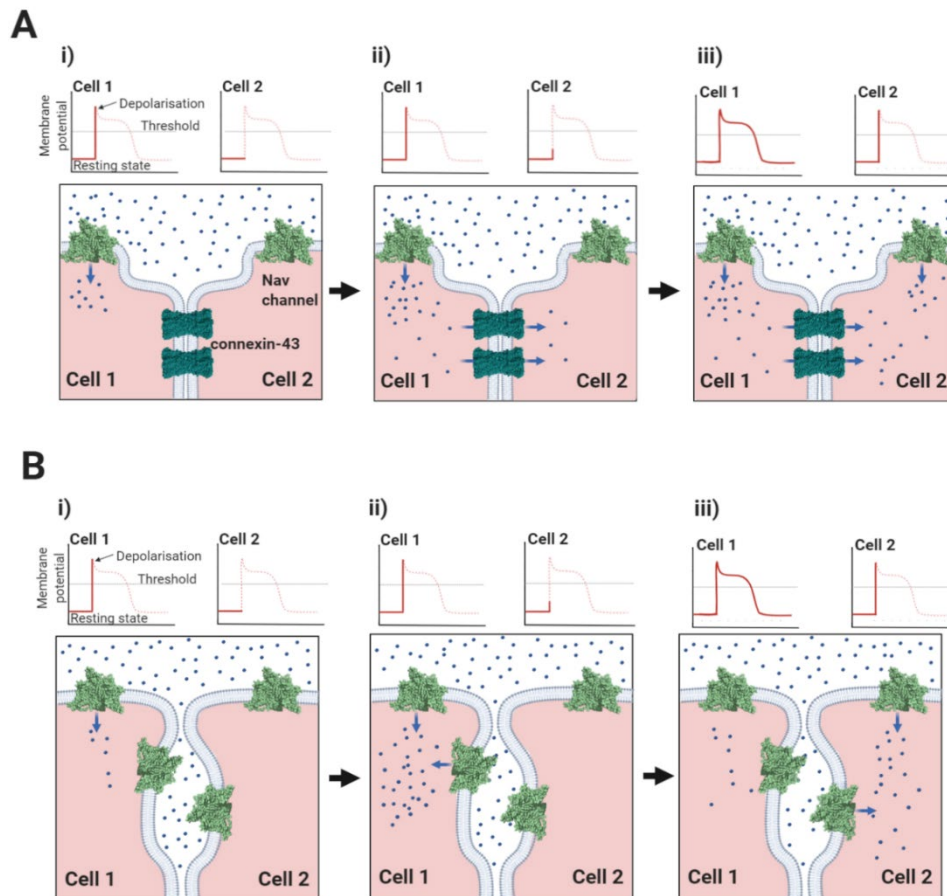 A
i)
ii)
iii)
Cell 1
Cell 2
Cell 1
Cell 2
Cell 1
Cell 2
Membrane
potential
Depolarisation
Threshold
Resting state
Nav
channel
connexin-43
Cell 1
Cell 2
Cell 1
Cell 2
Cell 1
Cell 2
B
i)
ii)
iii)
Cell 1
Cell 2
Cell 1
Cell 2
Cell 1
Cell 2
Membrane
potential
Depolarisation
Threshold
Resting state
Cell 1
Cell 2
Cell 1
Cell 2
Cell 1
Cell 2